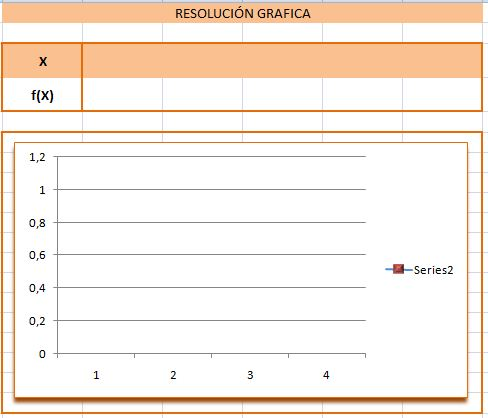 RESOLUCIÓN GRAFICA
X
f(X)
1,2
1
0,8
0,6
0,4
0,2
0
1 2 3 4
Series2